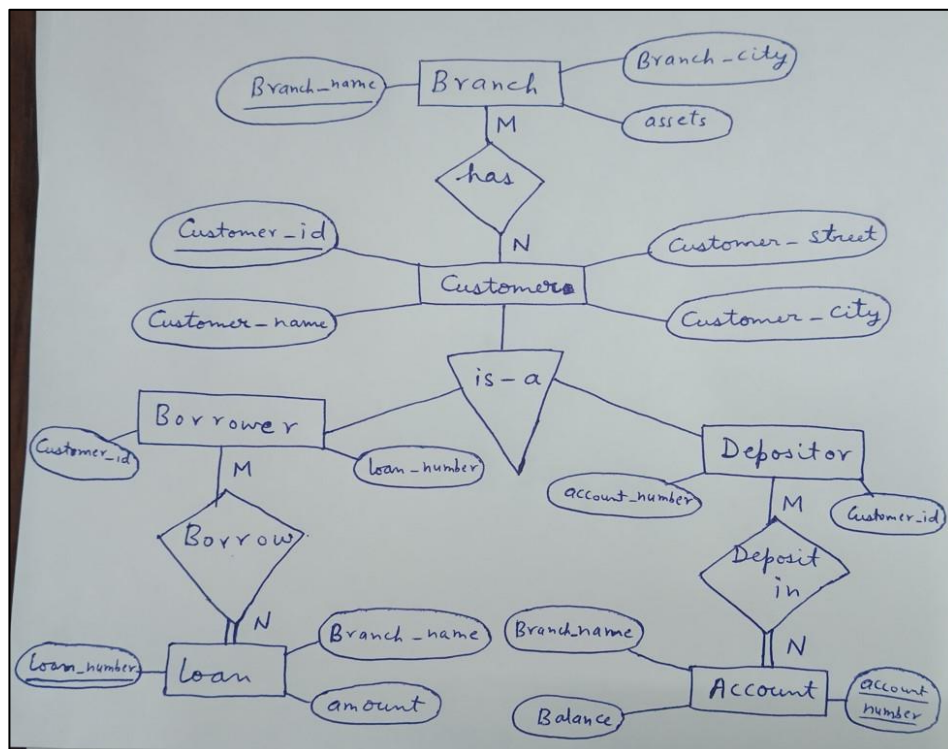 Branch_city
Branch_name
Branch
assets
M
has
N
Customer_id
Customer_street
Customer
Customer_name
Customer_city
is-a
Borrower
Customer_id
loan_number
Depositor
account_number
Customer_id
M
M
Borrow
Deposit
in
N
N
Branch_name
Branch_name
loan_number
Loan
amount
Account
account
number
Balance